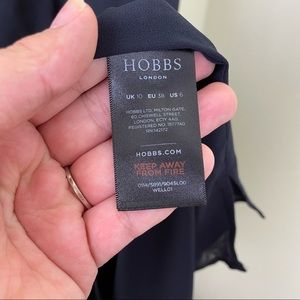 HOBBS
LONDON
UK 10 EU 38 US 6
HOBBS LTD, MILTON GATE,
60 CHISWELL STREET,
LONDON, EC1Y 4AG
REGISTERED NO. 1577740
RN142172
HOBBS.COM
KEEP AWAY
FROM FIRE
WELL01